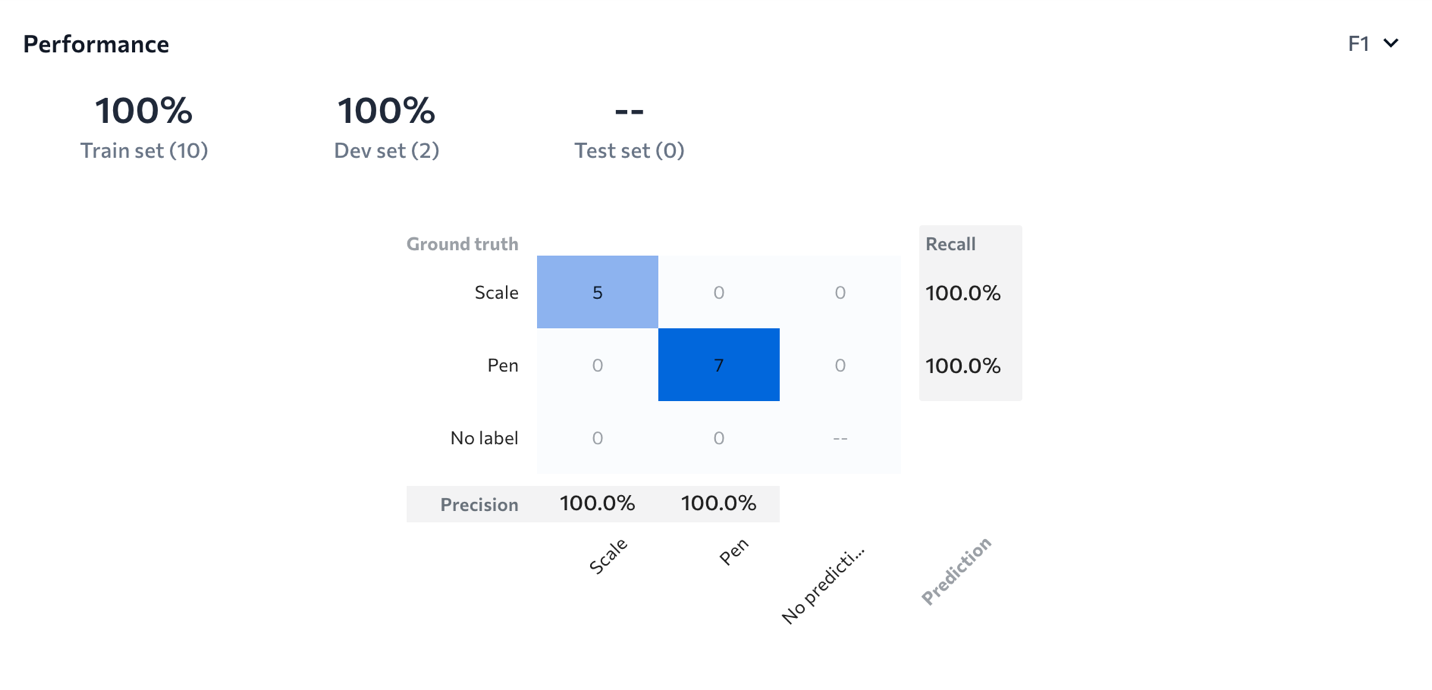 Performance
F1
100% 100% --
Train set (10) Dev set (2) Test set (0)
Ground truth Recall
Scale 5 0 0 100.0%
Pen 0 7 0 100.0%
No label 0 0 --
Precision 100.0% 100.0%
Scale Pen No predicti... Prediction